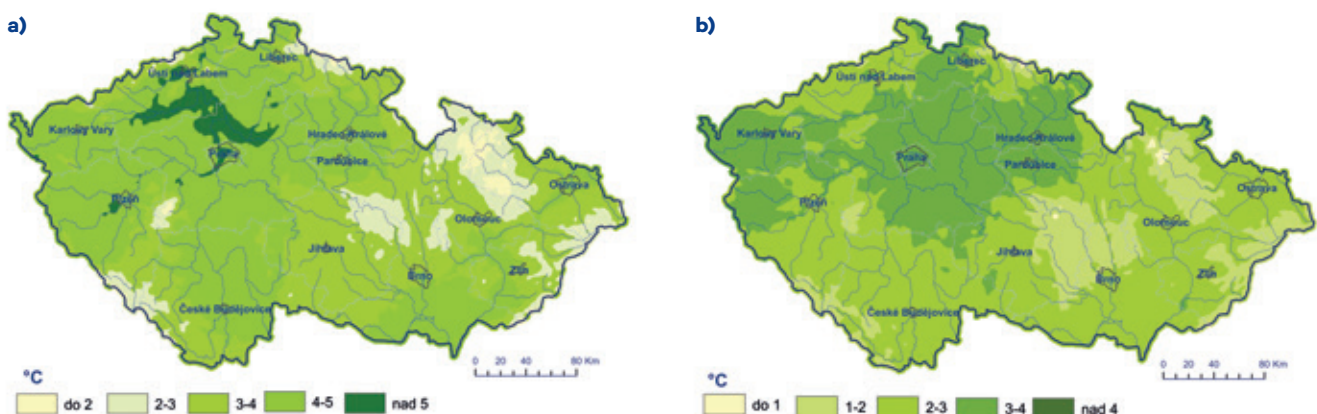 a)
Liberec
Ústí nad Labem
Karlovy Vary
Hradec Králové
Praha
Pardubice
Plzeň
Ostrava
Olomouc
Jihlava
Zlín
Brno
České Budějovice
0 20 40 80 Km
°C
do 2 2-3 3-4 4-5 nad 5
b)
Liberec
Ústí nad Labem
Karlovy Vary
Hradec Králové
Praha
Pardubice
Plzeň
Ostrava
Olomouc
Jihlava
Zlín
Brno
České Budějovice
0 20 40 80 Km
°C
do 1 1-2 2-3 3-4 nad 4